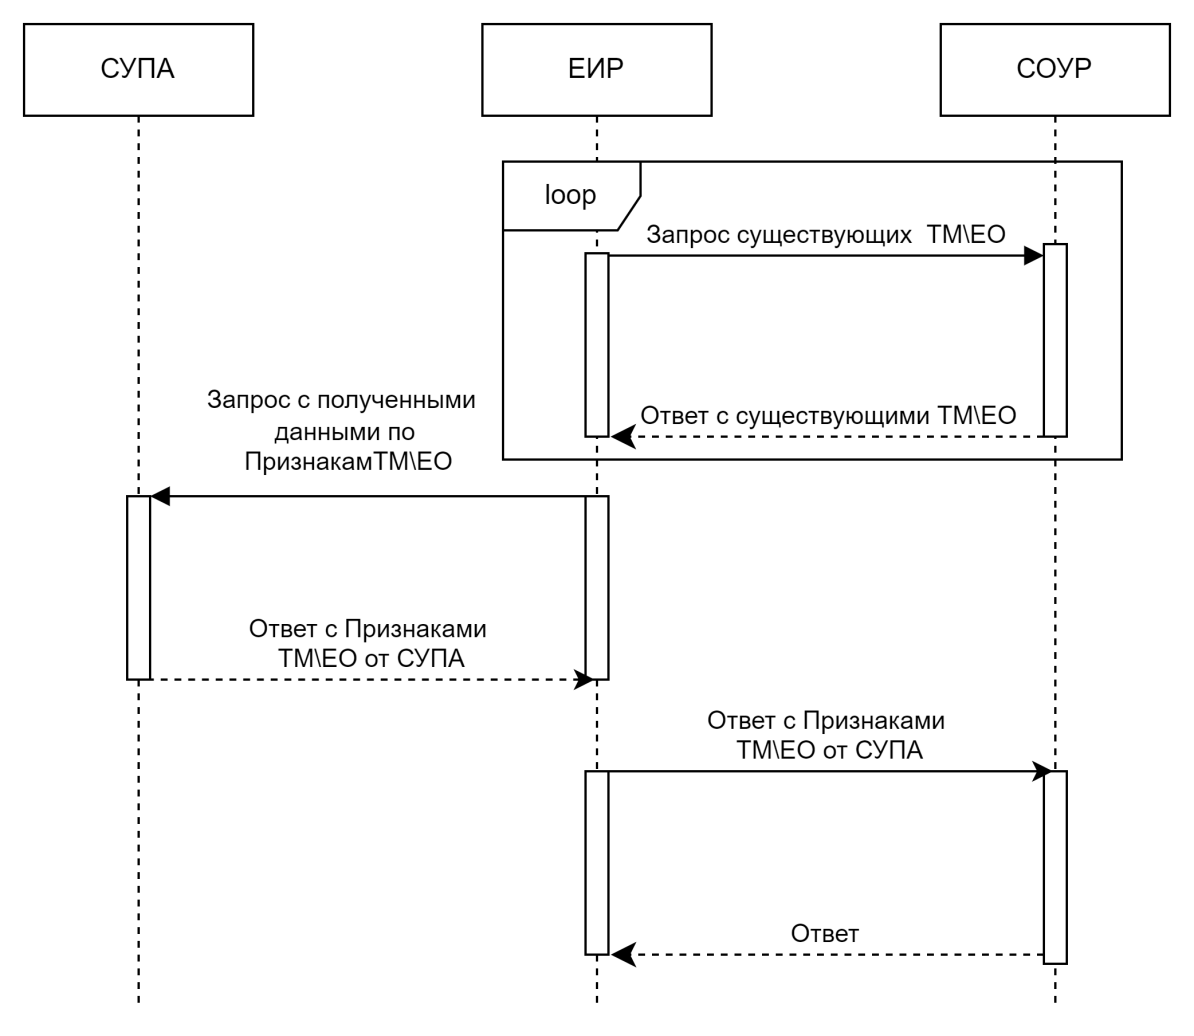 СУПА
ЕИР
СОУР
loop
Запрос существующих  ТМ\ЕО
Ответ с существующими ТМ\ЕО
Запрос с полученными
данными по
ПризнакамТМ\ЕО
Ответ с Признаками
ТМ\ЕО от СУПА
Ответ с Признаками
ТМ\ЕО от СУПА
Ответ